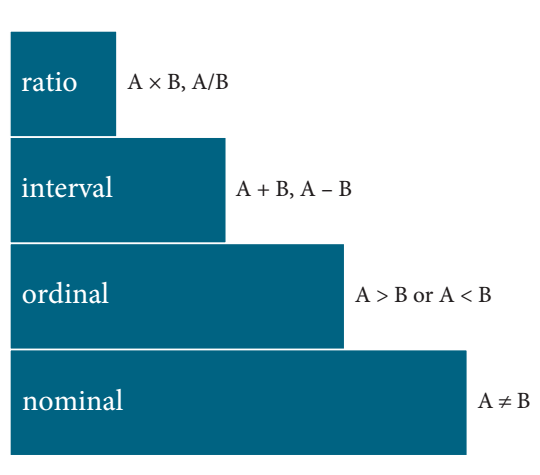 ratio A × B, A/B
interval A + B, A – B
ordinal A > B or A < B
nominal A ≠ B